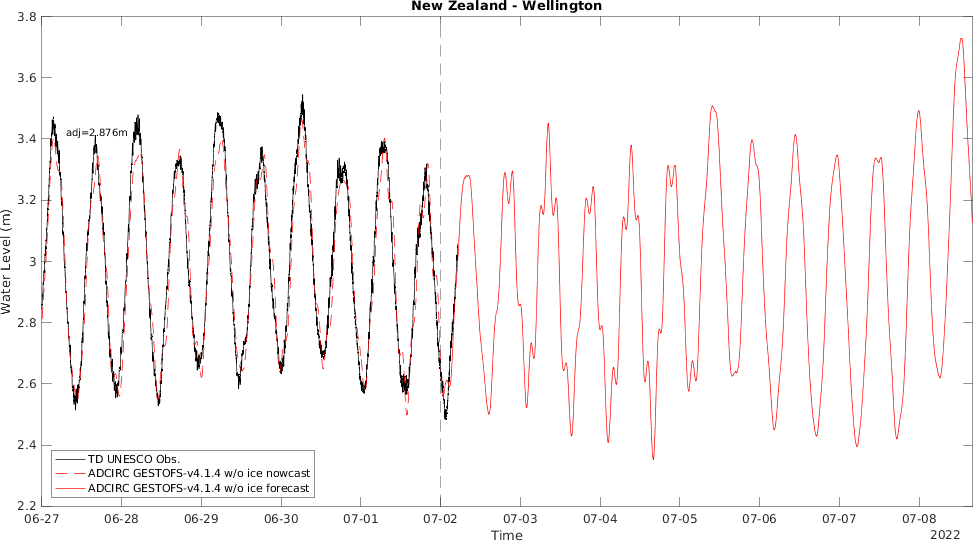 New Zealand - Wellington
3.8
3.6
3.4
3.2
3
2.8
2.6
2.4
2.2
Water Level (m)
adj=2.876m
TD UNESCO Obs.
ADCIRC GESTOFS-v4.1.4 w/o ice nowcast
ADCIRC GESTOFS-v4.1.4 w/o ice forecast
06-27 06-28 06-29 06-30 07-01 07-02 07-03 07-04 07-05 07-06 07-07 07-08
2022
Time